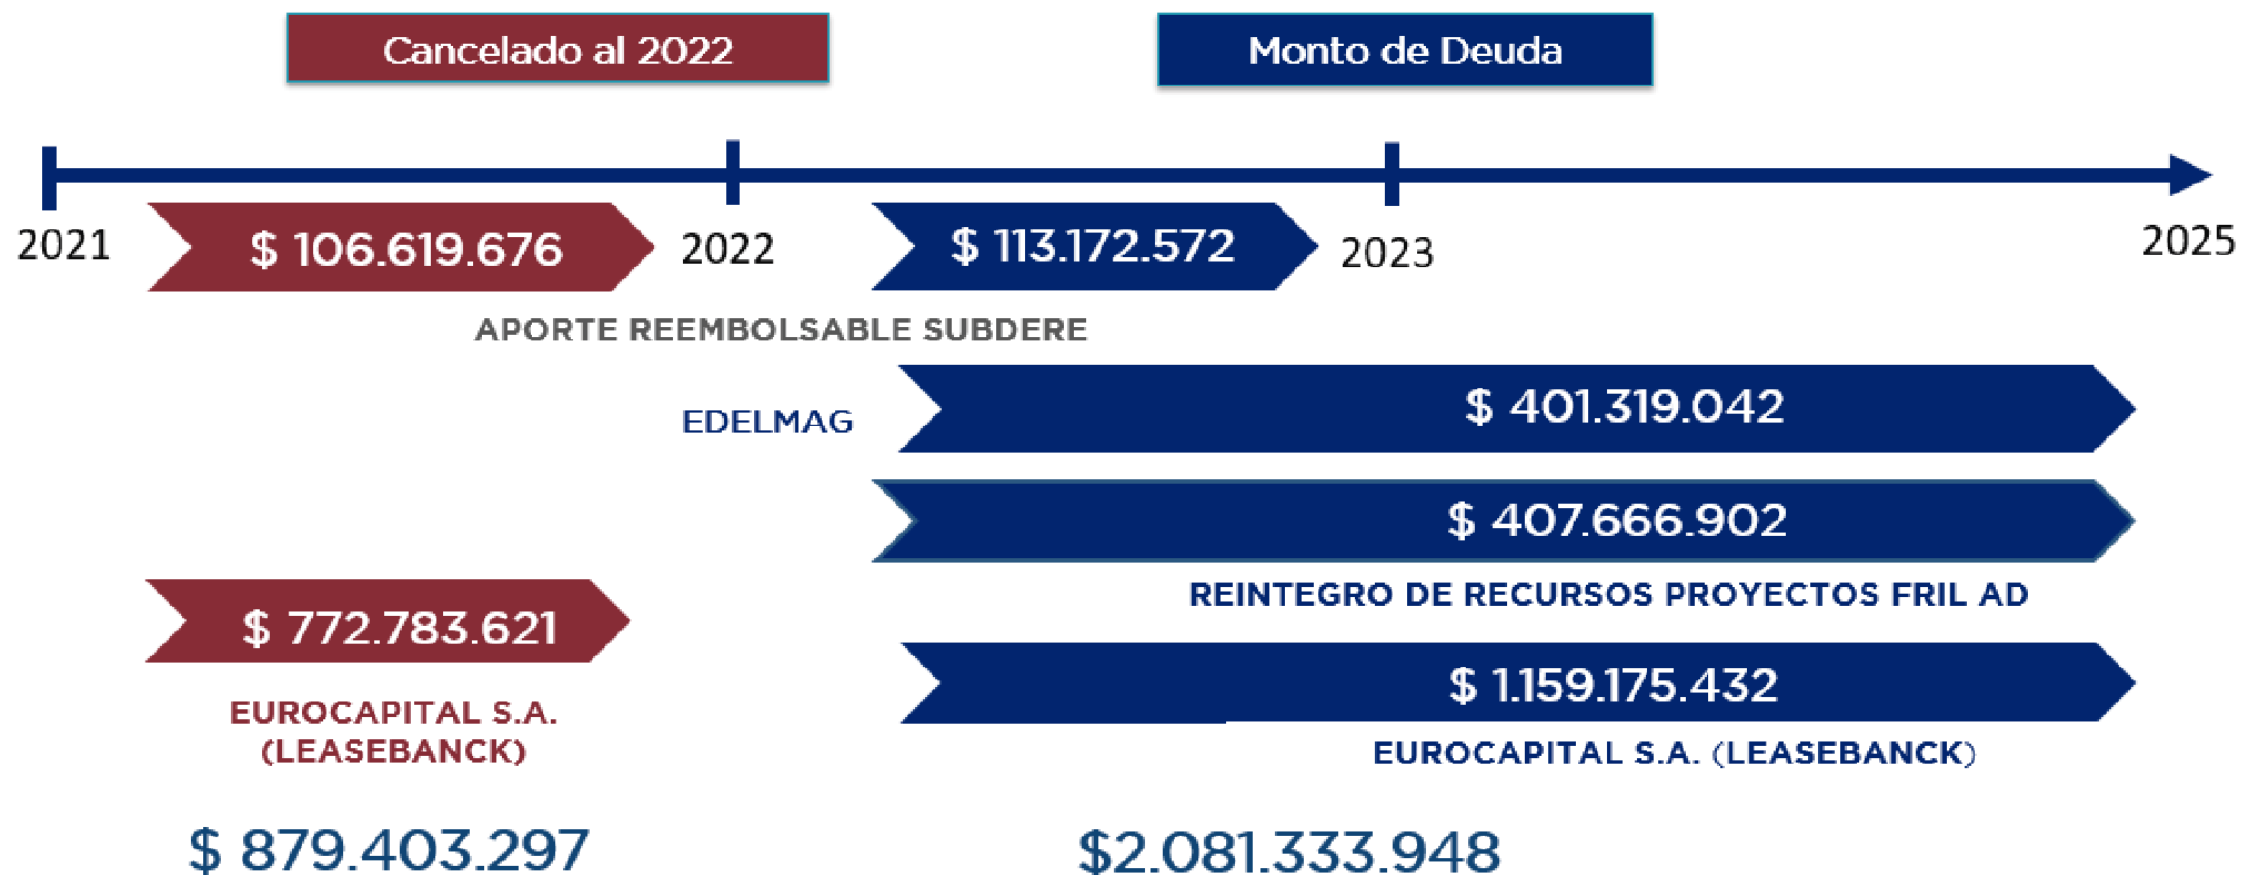 Cancelado al 2022
Monto de Deuda
2021
$ 106.619.676
2022
$ 113.172.572
2023
2025
APORTE REEMBOLSABLE SUBDERE
EDELMAG
$ 401.319.042
$ 407.666.902
REINTEGRO DE RECURSOS PROYECTOS FRIL AD
$ 772.783.621
$ 1.159.175.432
EUROCAPITAL S.A.
(LEASEBANCK)
EUROCAPITAL S.A. (LEASEBANCK)
$ 879.403.297
$2.081.333.948